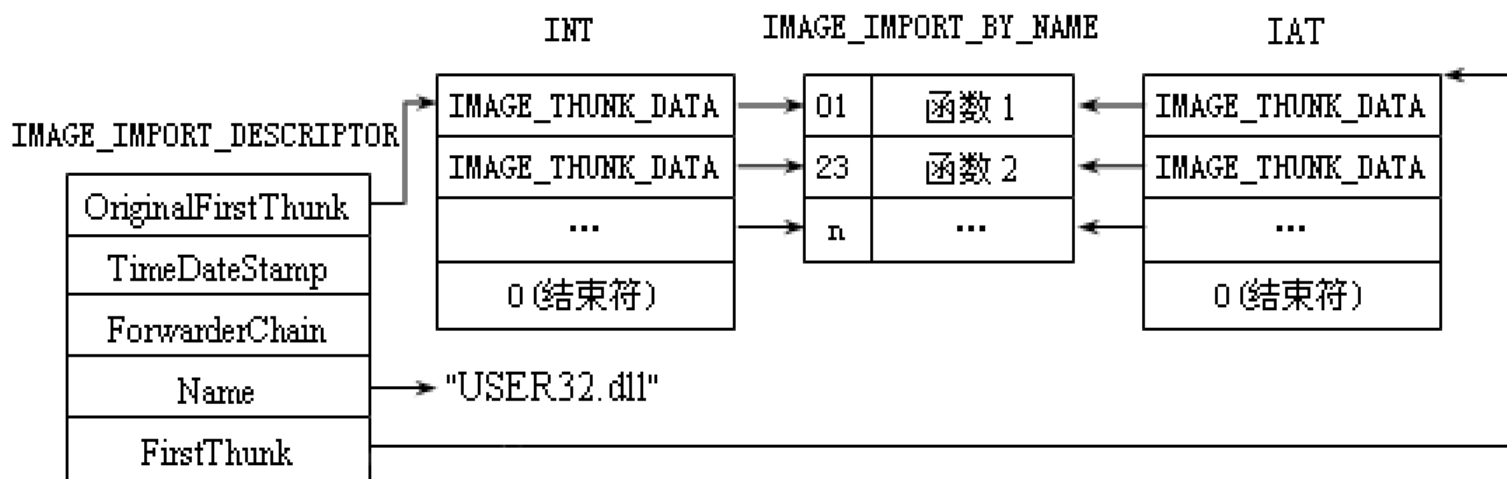 INT IMAGE_IMPORT_BY_NAME IAT
IMAGE_THUNK_DATA 01 函数 1 IMAGE_THUNK_DATA
IMAGE_IMPORT_DESCRIPTOR
IMAGE_THUNK_DATA 23 函数 2 IMAGE_THUNK_DATA
OriginalFirstThunk
... n ... ...
TimeDateStamp
0(结束符) 0(结束符)
ForwarderChain
Name "USER32.dll"
FirstThunk